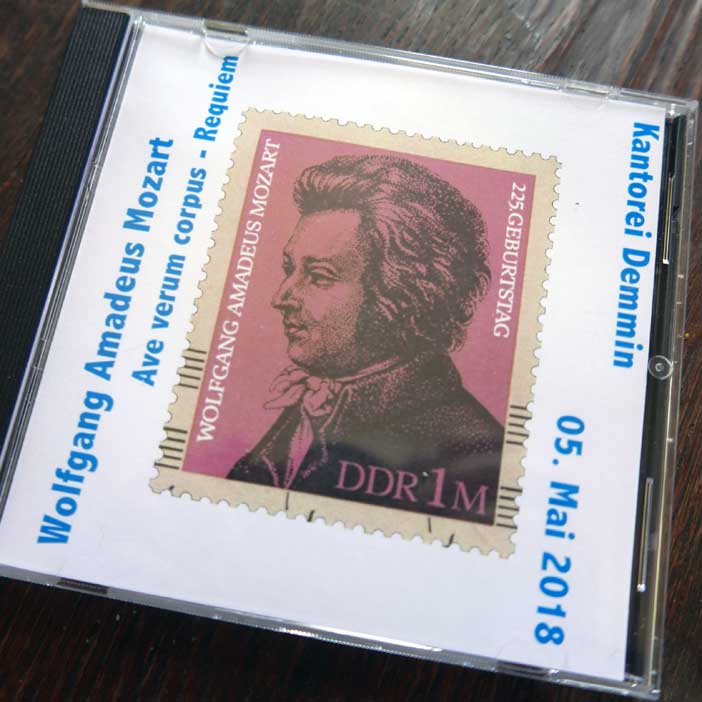 Wolfgang Amadeus Mozart
Ave verum corpus - Requiem
WOLFGANG AMADEUS MOZART
225.GEBURTSTAG
DDR 1M
Kantorei Demmin
05. Mai 2018